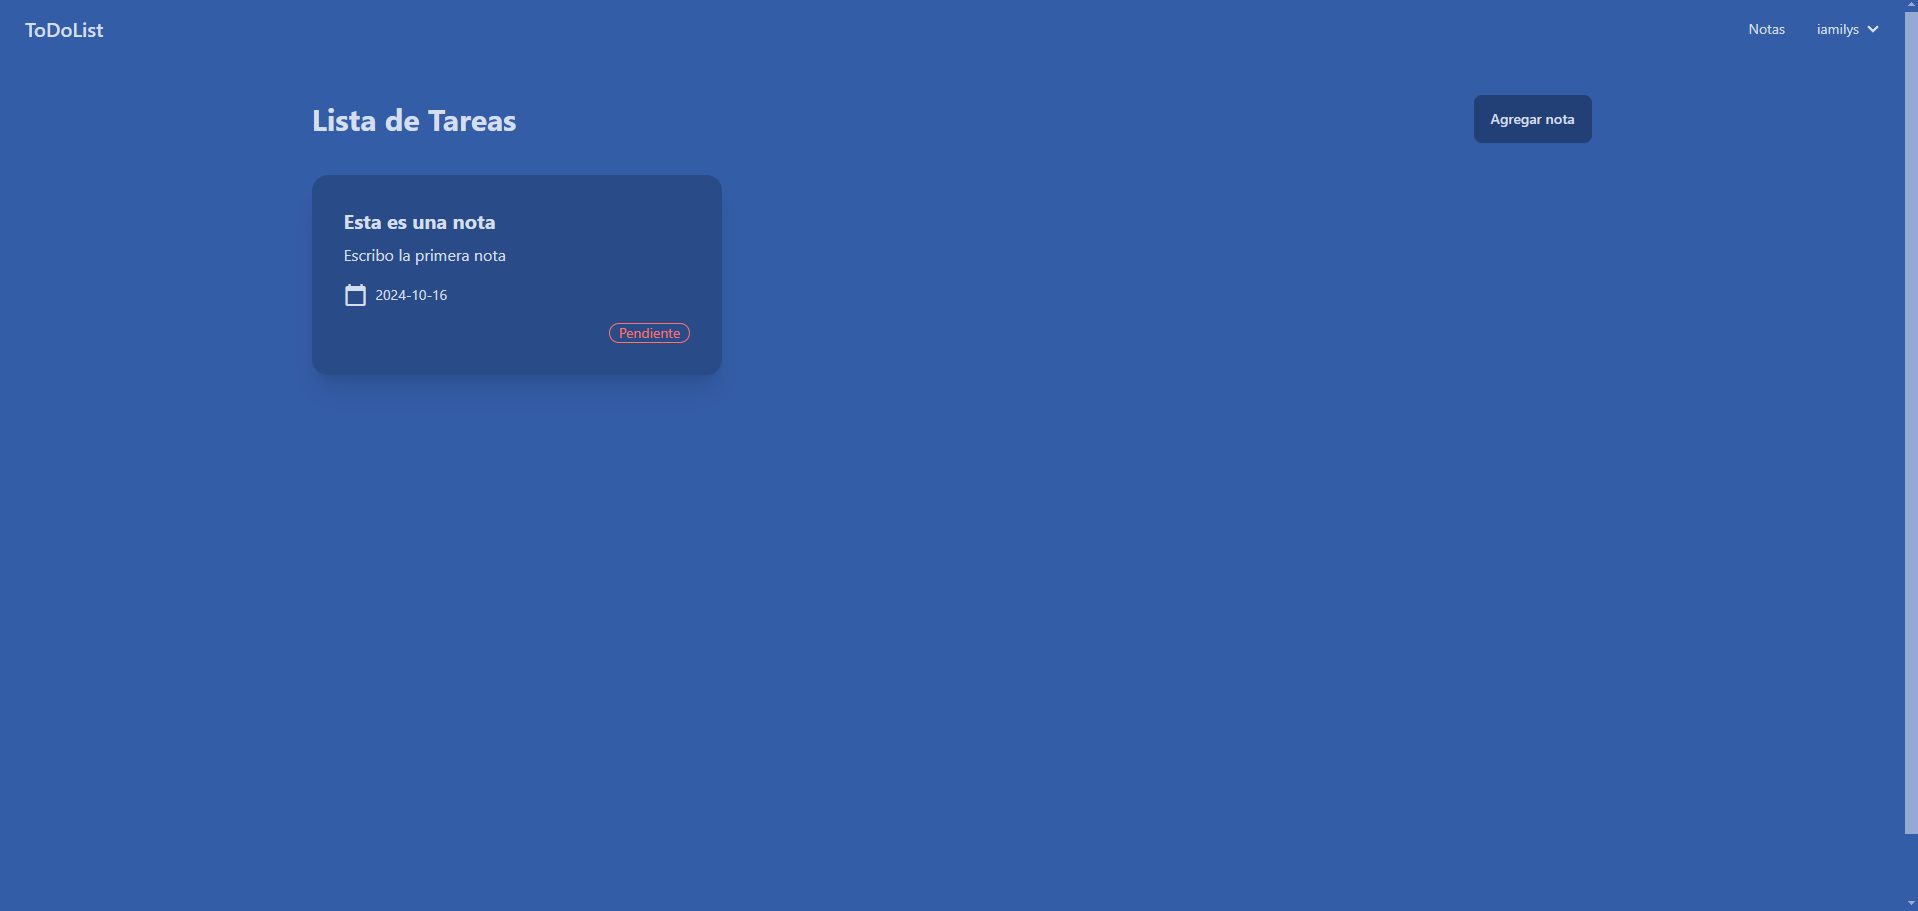 ToDoList
Notas
iamilys
Lista de Tareas
Agregar nota
Esta es una nota
Escribo la primera nota
2024-10-16
Pendiente